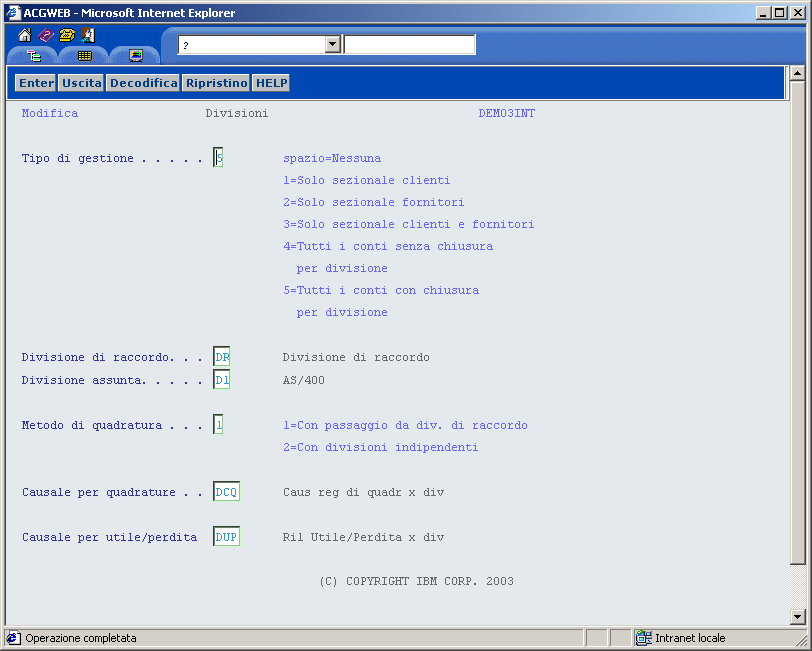 ACGWEB - Microsoft Internet Explorer
?
Enter Uscita Decodifica Ripristino HELP
Modifica Divisioni DEMO3INT
Tipo di gestione . . . . . 5 spazio=Nessuna
1=Solo sezionale clienti
2=Solo sezionale fornitori
3=Solo sezionale clienti e fornitori
4=Tutti i conti senza chiusura
per divisione
5=Tutti i conti con chiusura
per divisione
Divisione di raccordo. . . DR Divisione di raccordo
Divisione assunta. . . . . D1 AS/400
Metodo di quadratura . . . 1 1=Con passaggio da div. di raccordo
2=Con divisioni indipendenti
Causale per quadrature . . DCQ Caus reg di quadr x div
Causale per utile/perdita DUP Ril Utile/Perdita x div
(C) COPYRIGHT IBM CORP. 2003
Operazione completata Intranet locale